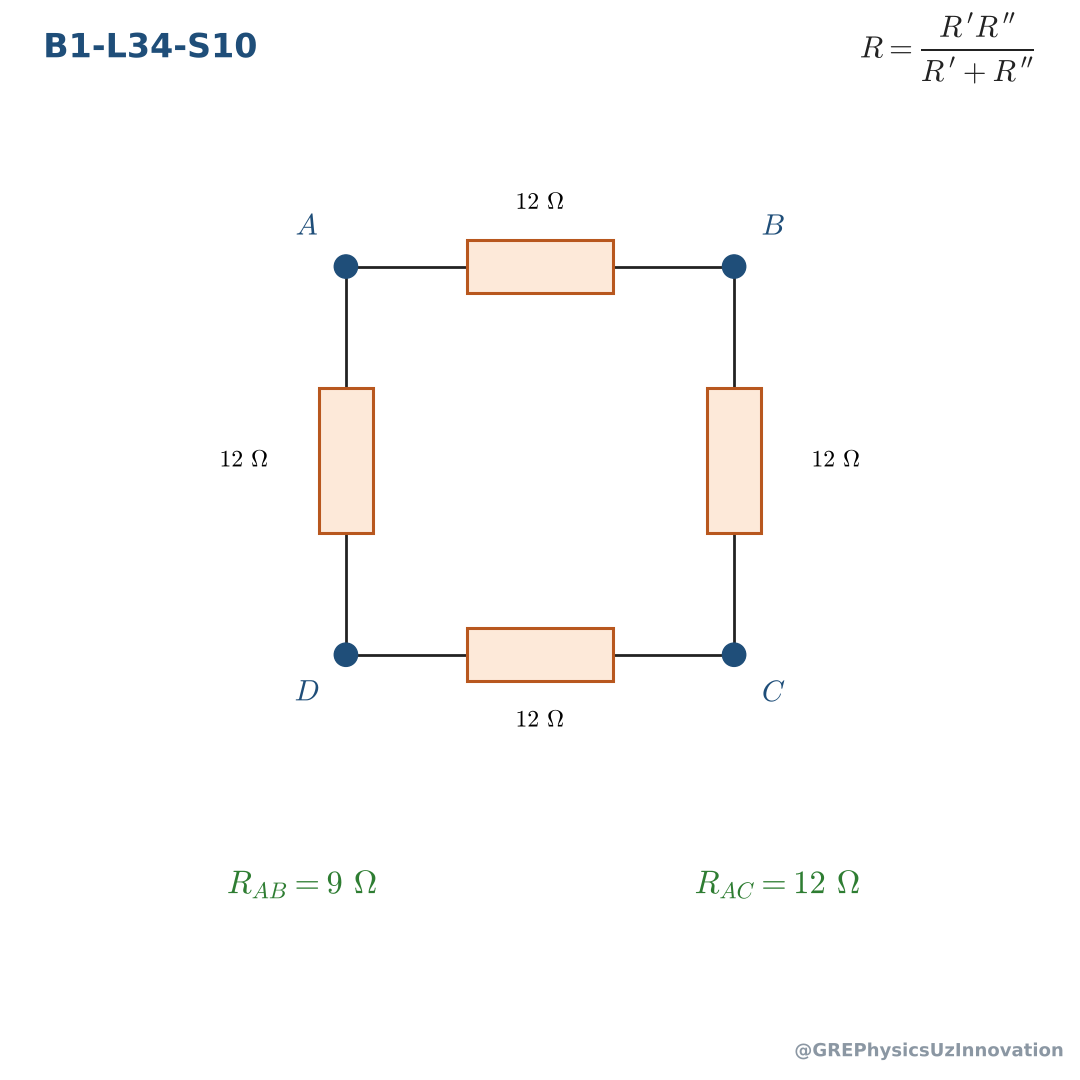 B1-L34-S10
R = R′R″ / (R′ + R″)
12 Ω
A
B
12 Ω
12 Ω
D
C
12 Ω
R_AB = 9 Ω
R_AC = 12 Ω
@GREPhysicsUzInnovation